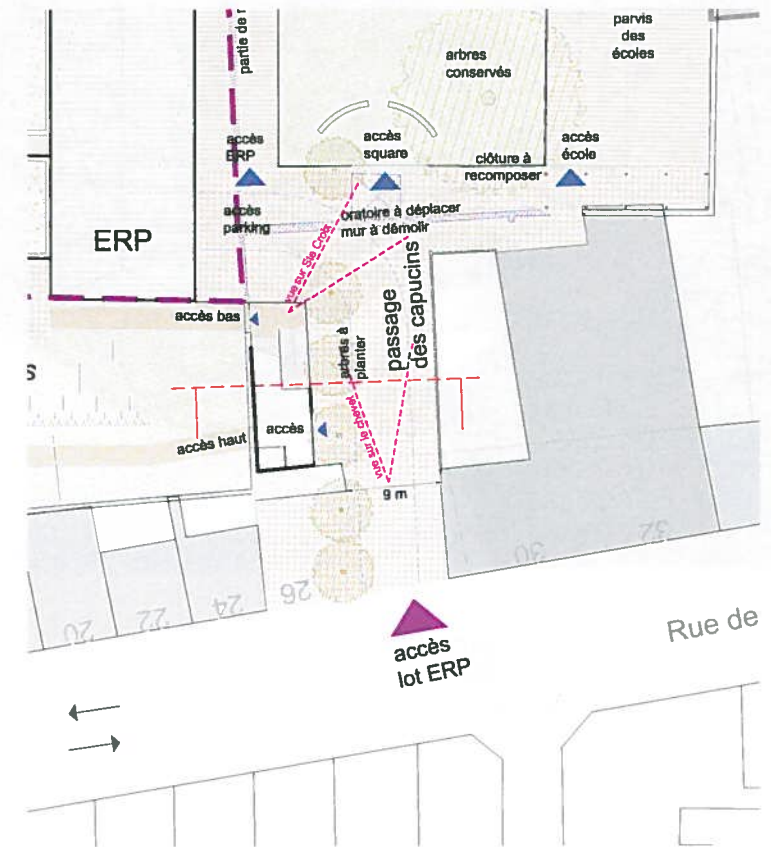 partie de r
parvis
des
écoles
arbres
conservés
accès
ERP
accès
square
clôture à
recomposer
accès
école
accès
parking
oratoire à déplacer
mur à démolir
ERP
vue sur Ste Croix
passage
des capucins
accès bas
arbres à
planter
S
accès
accès haut
vue sur le chevet
9 m
20
22
24
26
30
32
accès
lot ERP
Rue de